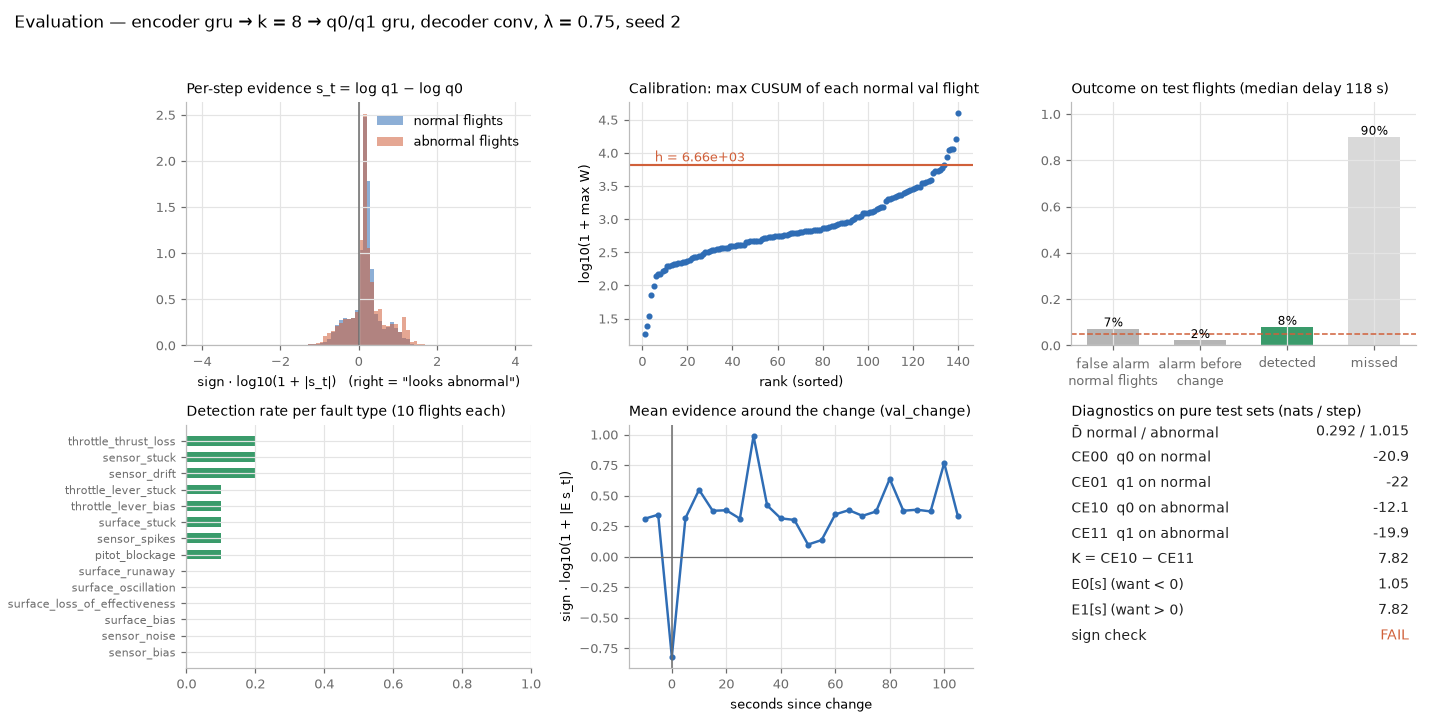 Evaluation — encoder gru → k = 8 → q0/q1 gru, decoder conv, λ = 0.75, seed 2
Per-step evidence s_t = log q1 − log q0
normal flights
abnormal flights
2.5
2.0
1.5
1.0
0.5
0.0
−4
−2
0
2
4
sign · log10(1 + |s_t|) (right = "looks abnormal")
Calibration: max CUSUM of each normal val flight
log10(1 + max W)
4.5
4.0
3.5
3.0
2.5
2.0
1.5
h = 6.66e+03
0
20
40
60
80
100
120
140
rank (sorted)
Outcome on test flights (median delay 118 s)
1.0
0.8
0.6
0.4
0.2
0.0
7%
2%
8%
90%
false alarm
normal flights
alarm before
change
detected
missed
Detection rate per fault type (10 flights each)
throttle_thrust_loss
sensor_stuck
sensor_drift
throttle_lever_stuck
throttle_lever_bias
surface_stuck
sensor_spikes
pitot_blockage
surface_runaway
surface_oscillation
surface_loss_of_effectiveness
surface_bias
sensor_noise
sensor_bias
0.0
0.2
0.4
0.6
0.8
1.0
Mean evidence around the change (val_change)
sign · log10(1 + |E s_t|)
1.00
0.75
0.50
0.25
0.00
−0.25
−0.50
−0.75
0
20
40
60
80
100
seconds since change
Diagnostics on pure test sets (nats / step)
D̄ normal / abnormal 0.292 / 1.015
CE00 q0 on normal -20.9
CE01 q1 on normal -22
CE10 q0 on abnormal -12.1
CE11 q1 on abnormal -19.9
K = CE10 − CE11 7.82
E0[s] (want < 0) 1.05
E1[s] (want > 0) 7.82
sign check FAIL